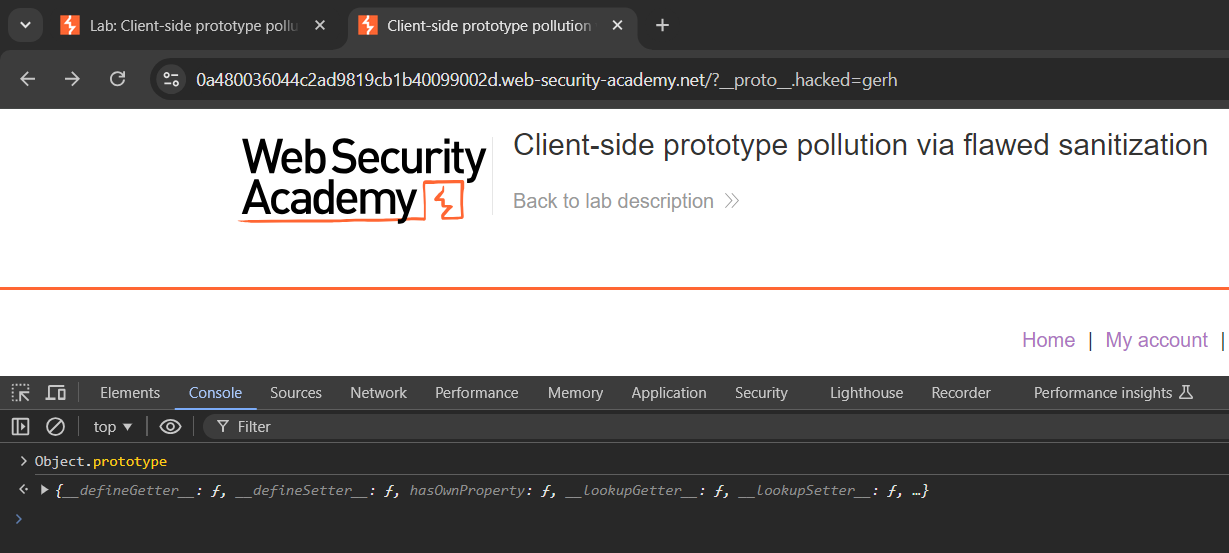 Lab: Client-side prototype pollu
Client-side prototype pollution
0a480036044c2ad9819cb1b40099002d.web-security-academy.net/?__proto__.hacked=gerh
Web Security
Academy
Client-side prototype pollution via flawed sanitization
Back to lab description
Home | My account |
Elements Console Sources Network Performance Memory Application Security Lighthouse Recorder Performance insights
top Filter
Object.prototype
{__defineGetter__: ƒ, __defineSetter__: ƒ, hasOwnProperty: ƒ, __lookupGetter__: ƒ, __lookupSetter__: ƒ, …}